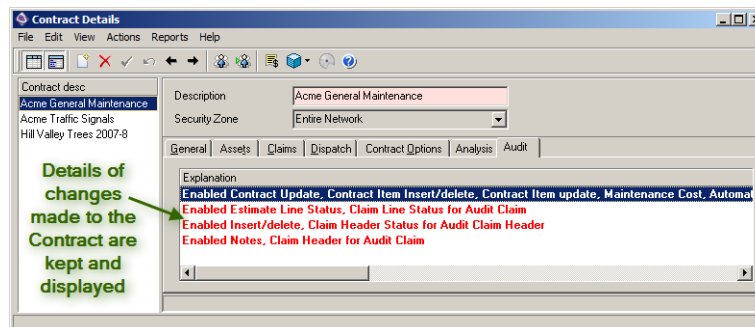 Contract Details
File Edit View Actions Reports Help
Contract desc
Acme General Maintenance
Acme Traffic Signals
Hill Valley Trees 2007-8
Description
Acme General Maintenance
Security Zone
Entire Network
General Assets Claims Dispatch Contract Options Analysis Audit
Explanation
Enabled Contract Update, Contract Item Insert/delete, Contract Item update, Maintenance Cost, Automat
Enabled Estimate Line Status, Claim Line Status for Audit Claim
Enabled Insert/delete, Claim Header Status for Audit Claim Header
Enabled Notes, Claim Header for Audit Claim
Details of
changes
made to the
Contract are
kept and
displayed